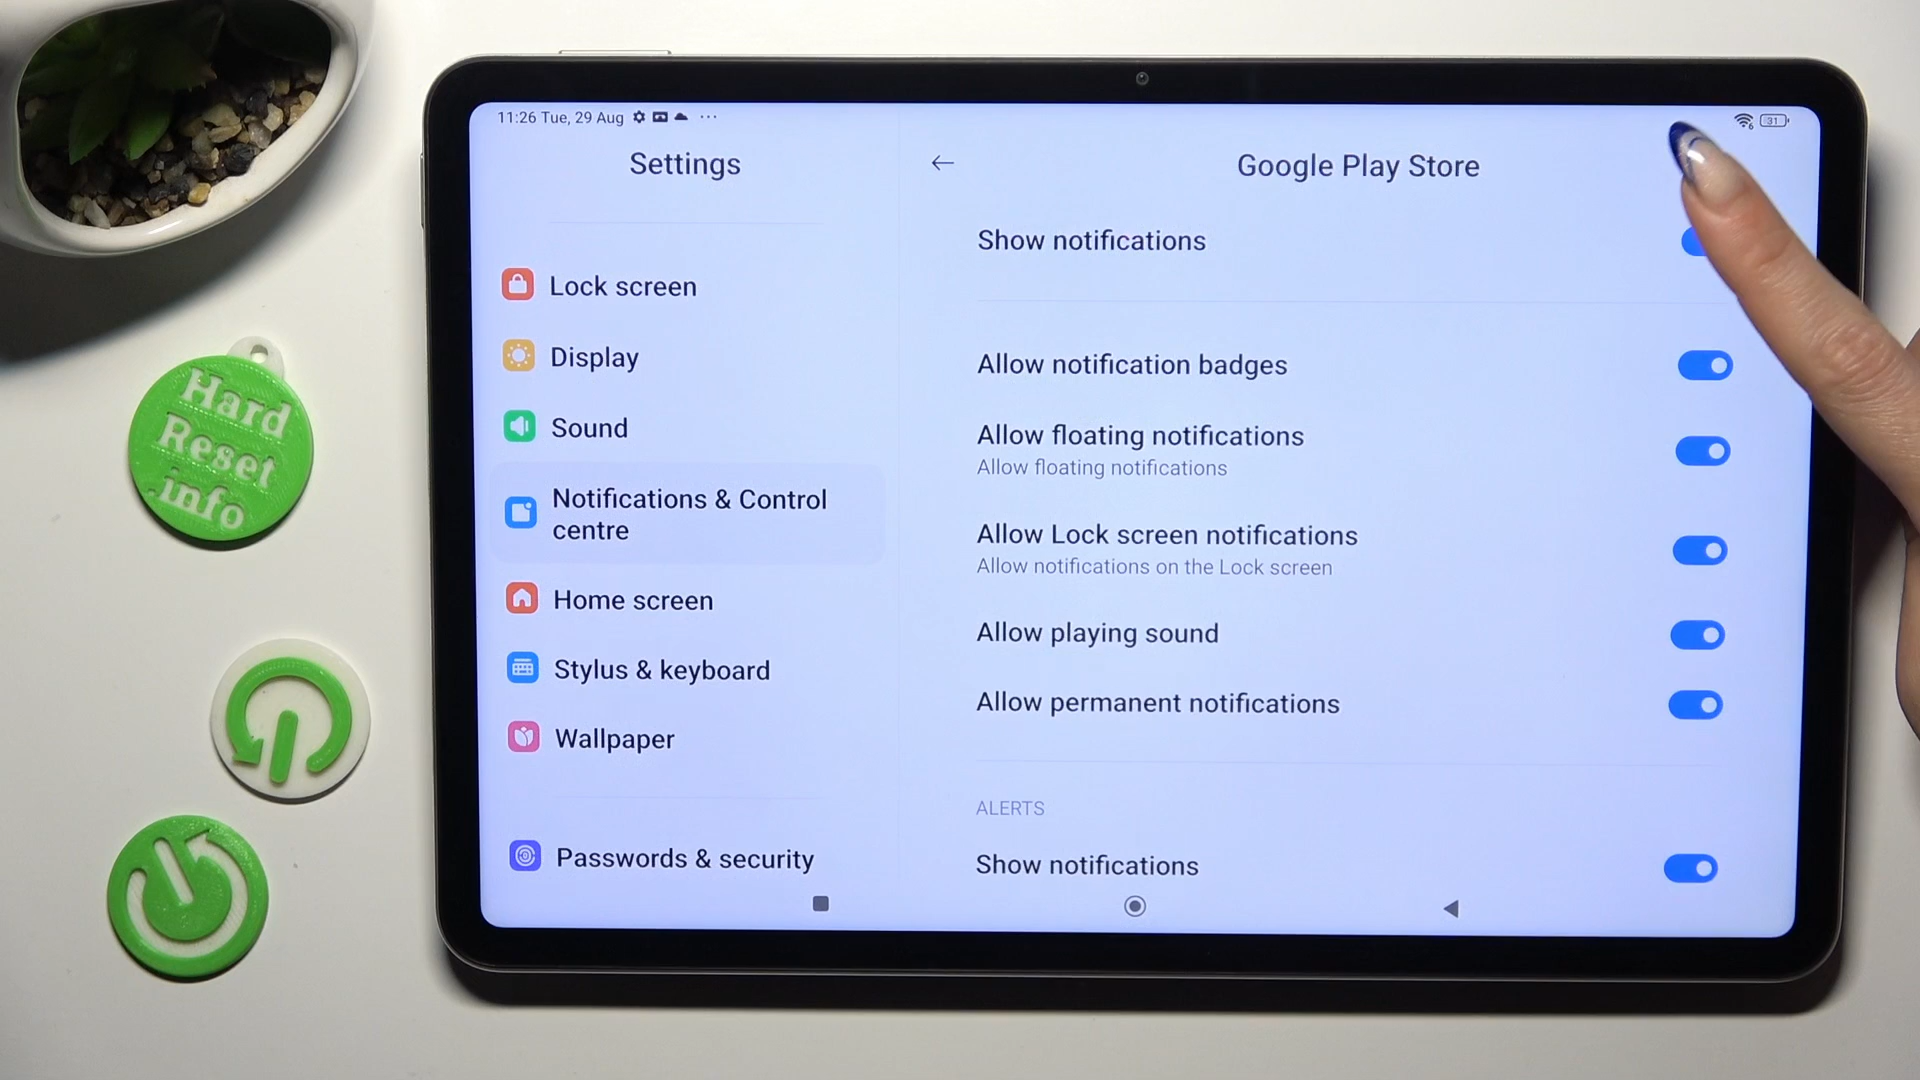 11:26 Tue, 29 Aug
31
Settings
Google Play Store
Lock screen
Display
Sound
Notifications & Control
centre
Home screen
Stylus & keyboard
Wallpaper
Passwords & security
Show notifications
Allow notification badges
Allow floating notifications
Allow floating notifications
Allow Lock screen notifications
Allow notifications on the Lock screen
Allow playing sound
Allow permanent notifications
ALERTS
Show notifications
Hard
Reset
.info